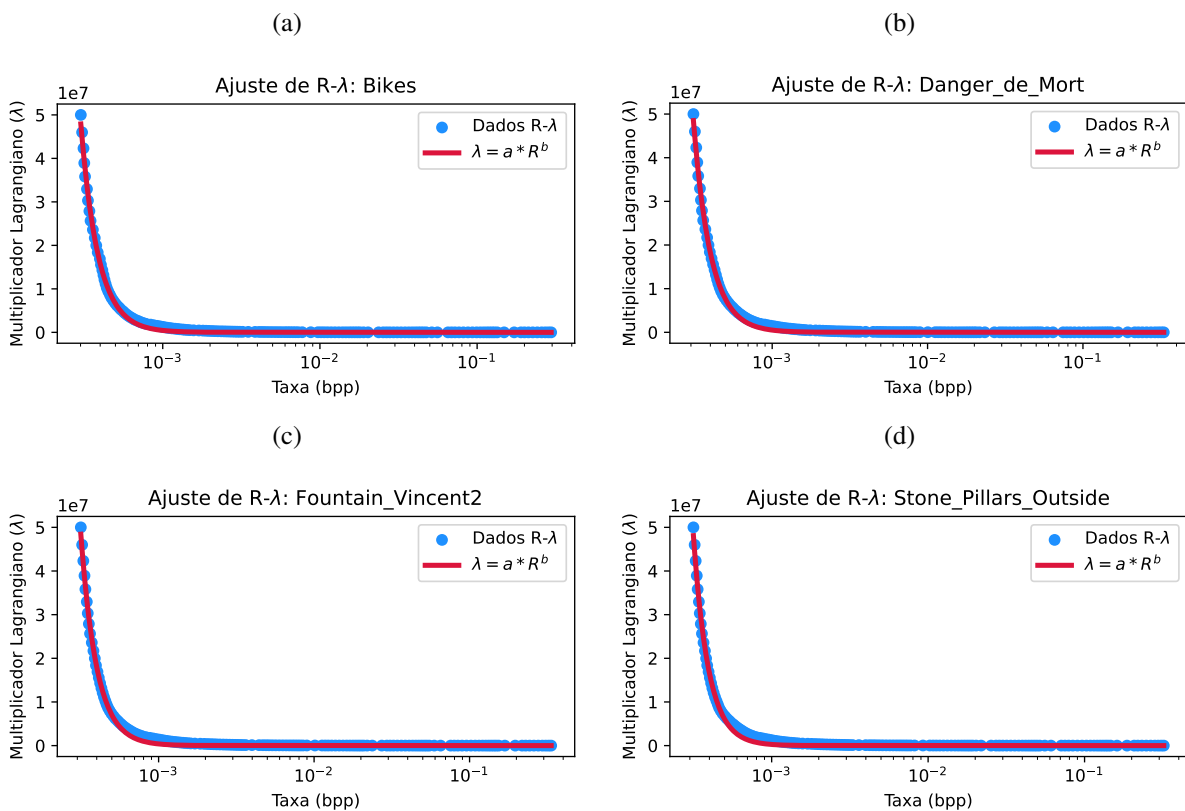 (a)
Ajuste de R-λ: Bikes
1e7
Multiplicador Lagrangiano (λ)
5
4
3
2
1
0
Dados R-λ
λ = a * R^b
10^−3
10^−2
10^−1
Taxa (bpp)
(b)
Ajuste de R-λ: Danger_de_Mort
1e7
Multiplicador Lagrangiano (λ)
5
4
3
2
1
0
Dados R-λ
λ = a * R^b
10^−3
10^−2
10^−1
Taxa (bpp)
(c)
Ajuste de R-λ: Fountain_Vincent2
1e7
Multiplicador Lagrangiano (λ)
5
4
3
2
1
0
Dados R-λ
λ = a * R^b
10^−3
10^−2
10^−1
Taxa (bpp)
(d)
Ajuste de R-λ: Stone_Pillars_Outside
1e7
Multiplicador Lagrangiano (λ)
5
4
3
2
1
0
Dados R-λ
λ = a * R^b
10^−3
10^−2
10^−1
Taxa (bpp)